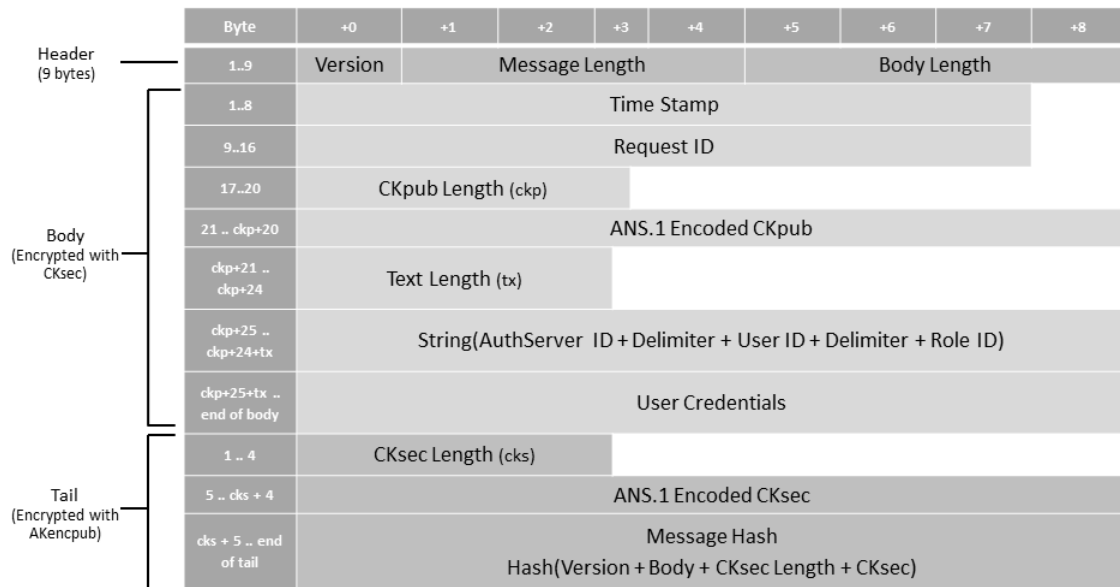 Byte +0 +1 +2 +3 +4 +5 +6 +7 +8
Header
(9 bytes)
1..9 Version Message Length Body Length
1..8 Time Stamp
9..16 Request ID
17..20 CKpub Length (ckp)
21 .. ckp+20 ANS.1 Encoded CKpub
Body
(Encrypted with
CKsec)
ckp+21 ..
ckp+24
Text Length (tx)
ckp+25 ..
ckp+24+tx
String(AuthServer ID + Delimiter + User ID + Delimiter + Role ID)
ckp+25+tx ..
end of body
User Credentials
1 .. 4 CKsec Length (cks)
Tail
(Encrypted with
AKencpub)
5 .. cks + 4 ANS.1 Encoded CKsec
cks + 5 .. end
of tail
Message Hash
Hash(Version + Body + CKsec Length + CKsec)